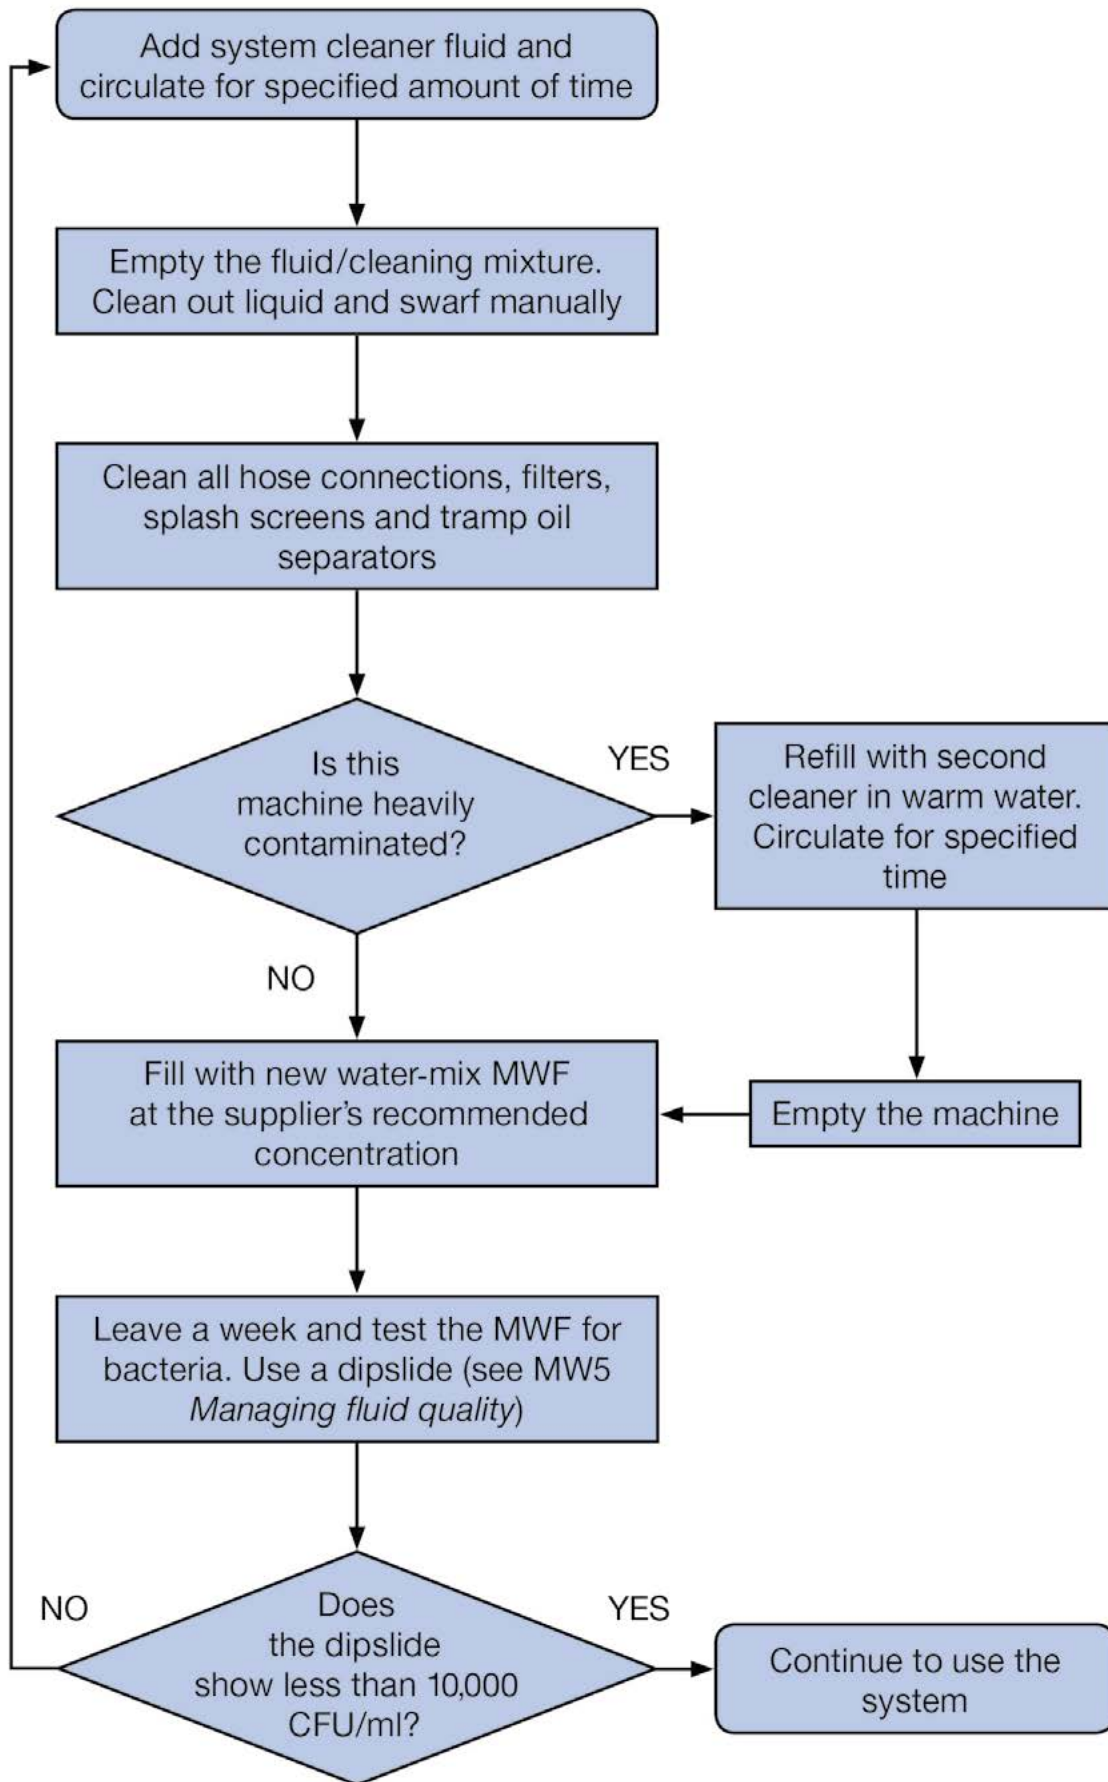 Add system cleaner fluid and
circulate for specified amount of time
Empty the fluid/cleaning mixture.
Clean out liquid and swarf manually
Clean all hose connections, filters,
splash screens and tramp oil
separators
Is this
machine heavily
contaminated?
YES
Refill with second
cleaner in warm water.
Circulate for specified
time
NO
Fill with new water-mix MWF
at the supplier’s recommended
concentration
Empty the machine
Leave a week and test the MWF for
bacteria. Use a dipslide (see MW5
Managing fluid quality)
NO
Does
the dipslide
show less than 10,000
CFU/ml?
YES
Continue to use the
system